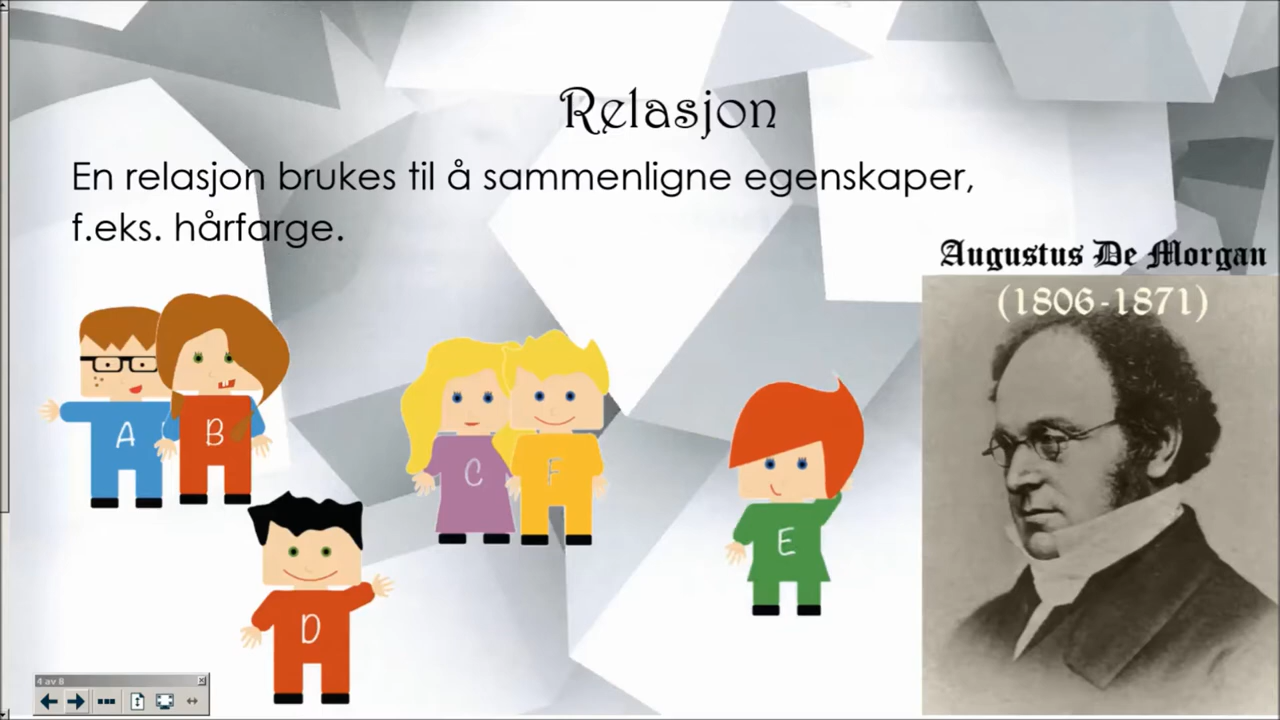 Relasjon
En relasjon brukes til å sammenligne egenskaper,
f.eks. hårfarge.
Augustus De Morgan
(1806-1871)
A
B
C
F
E
D
4 av 8